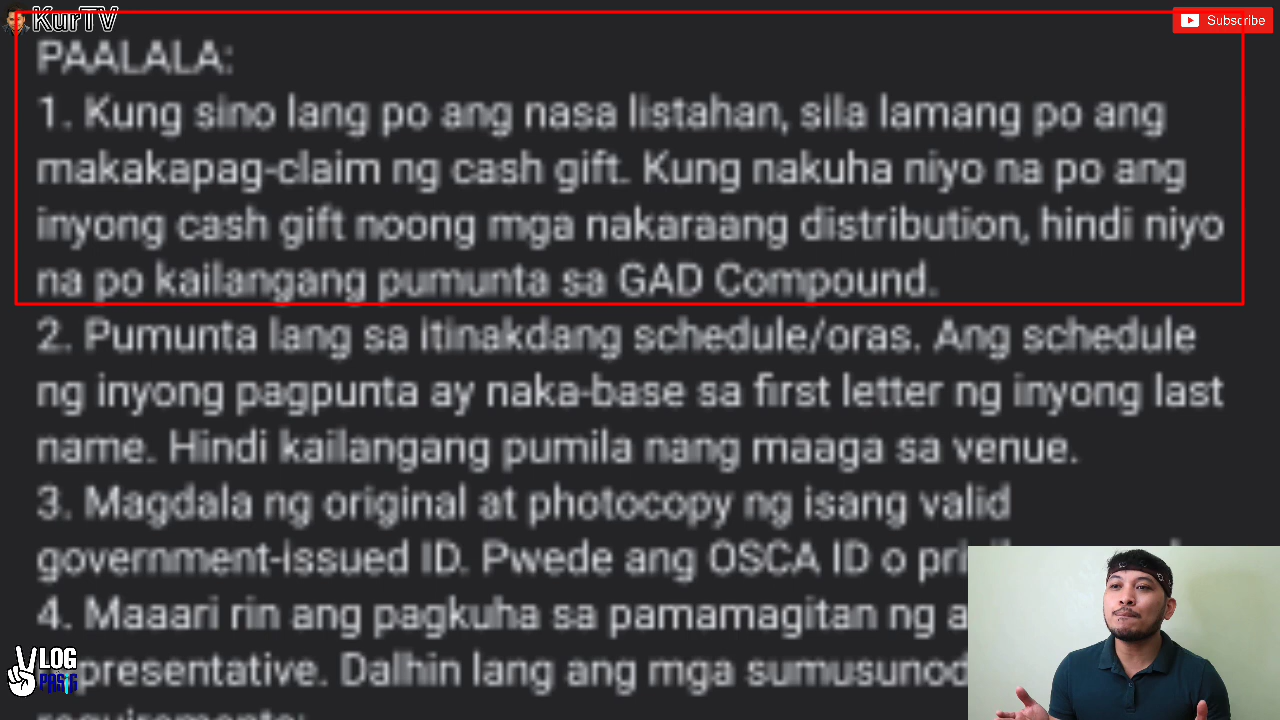 KurTV
Subscribe
PAALALA:
1. Kung sino lang po ang nasa listahan, sila lamang po ang
makakapag-claim ng cash gift. Kung nakuha niyo na po ang
inyong cash gift noong mga nakaraang distribution, hindi niyo
na po kailangang pumunta sa GAD Compound.
2. Pumunta lang sa itinakdang schedule/oras. Ang schedule
ng inyong pagpunta ay naka-base sa first letter ng inyong last
name. Hindi kailangang pumila nang maaga sa venue.
3. Magdala ng original at photocopy ng isang valid
government-issued ID. Pwede ang OSCA ID o
4. Maaari rin ang pagkuha sa pamamagitan ng
Dalhin lang ang mga sumusunod
VLOG
PASIG